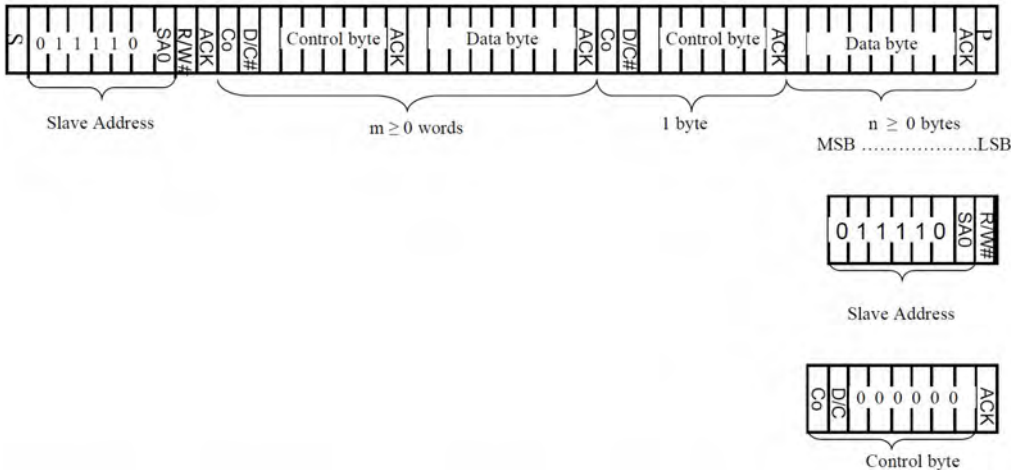 S 0 1 1 1 1 0 SA0 R/W# ACK Co D/C# Control byte ACK Data byte ACK Co D/C# Control byte ACK Data byte ACK P
Slave Address m ≥ 0 words 1 byte n ≥ 0 bytes
MSB ....................LSB
0 1 1 1 1 0 SA0 R/W#
Slave Address
Co D/C 0 0 0 0 0 0 ACK
Control byte